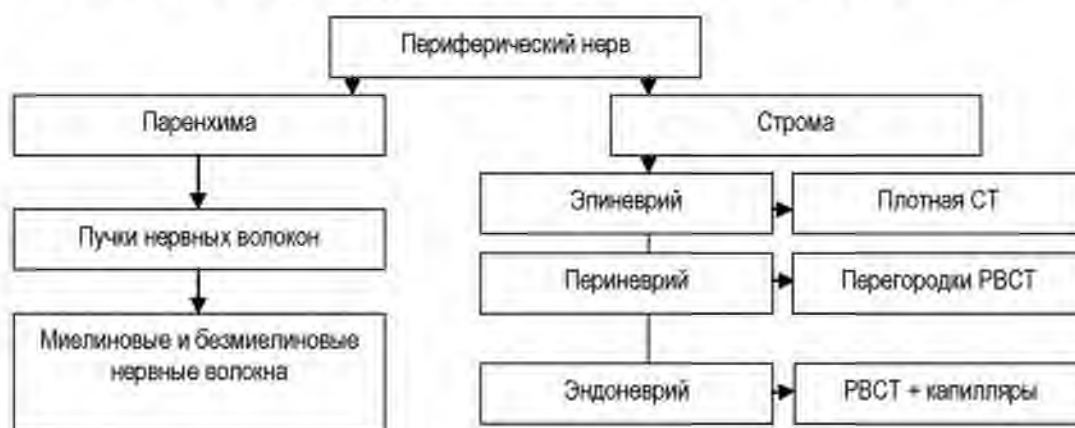 Периферический нерв
Паренхима
Строма
Пучки нервных волокон
Миелиновые и безмиелиновые
нервные волокна
Эпиневрий
Плотная СТ
Периневрий
Перегородки РВСТ
Эндоневрий
РВСТ + капилляры